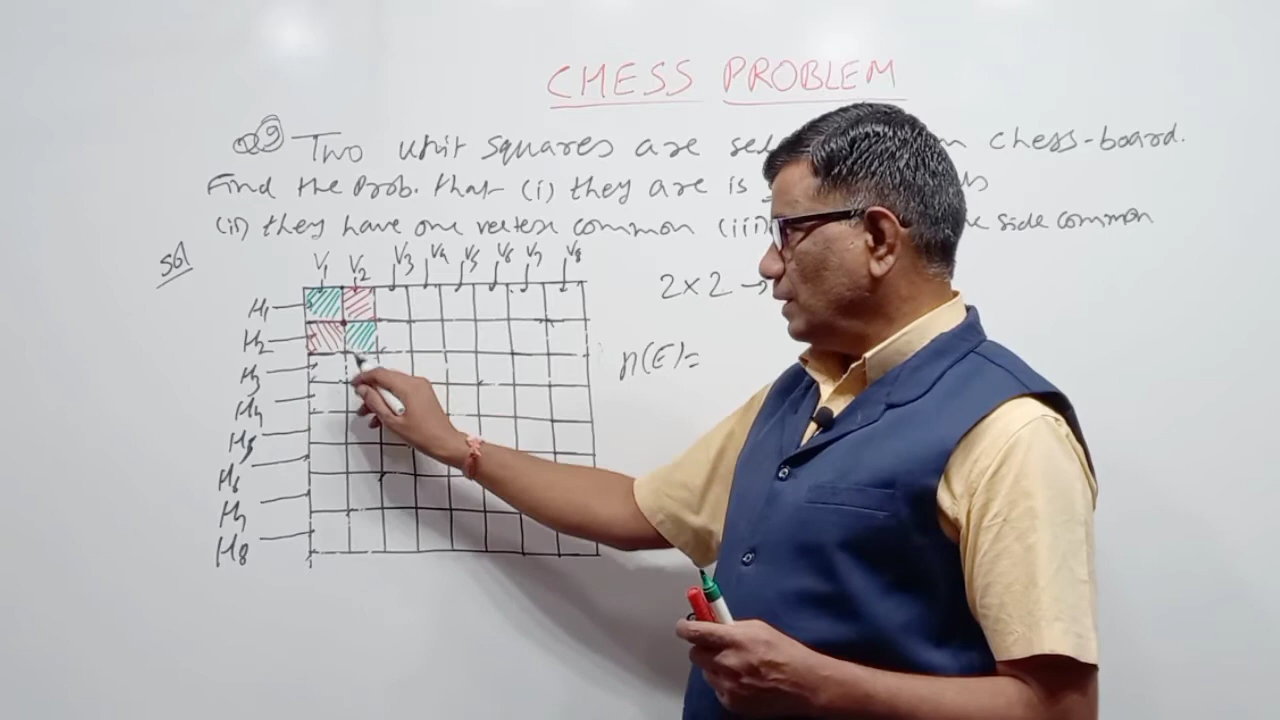 CHESS PROBLEM
Q9 Two unit squares are sel Chess-board.
Find the Prob. that (i) they are is
(ii) they have one vertex common (iii) side common
Sol V1 V2 V3 V4 V5 V6 V7 V8
2×2 →
H1
H2
n(E)=
H3
H4
H5
H6
H7
H8